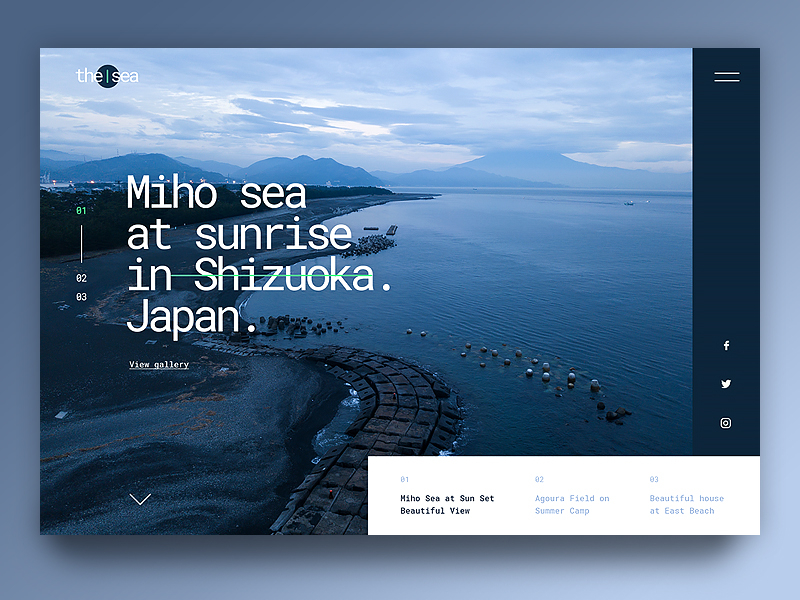 the|sea
Miho sea
at sunrise
in Shizuoka.
Japan.
01
02
03
View gallery
01
Miho Sea at Sun Set
Beautiful View
02
Agoura Field on
Summer Camp
03
Beautiful house
at East Beach